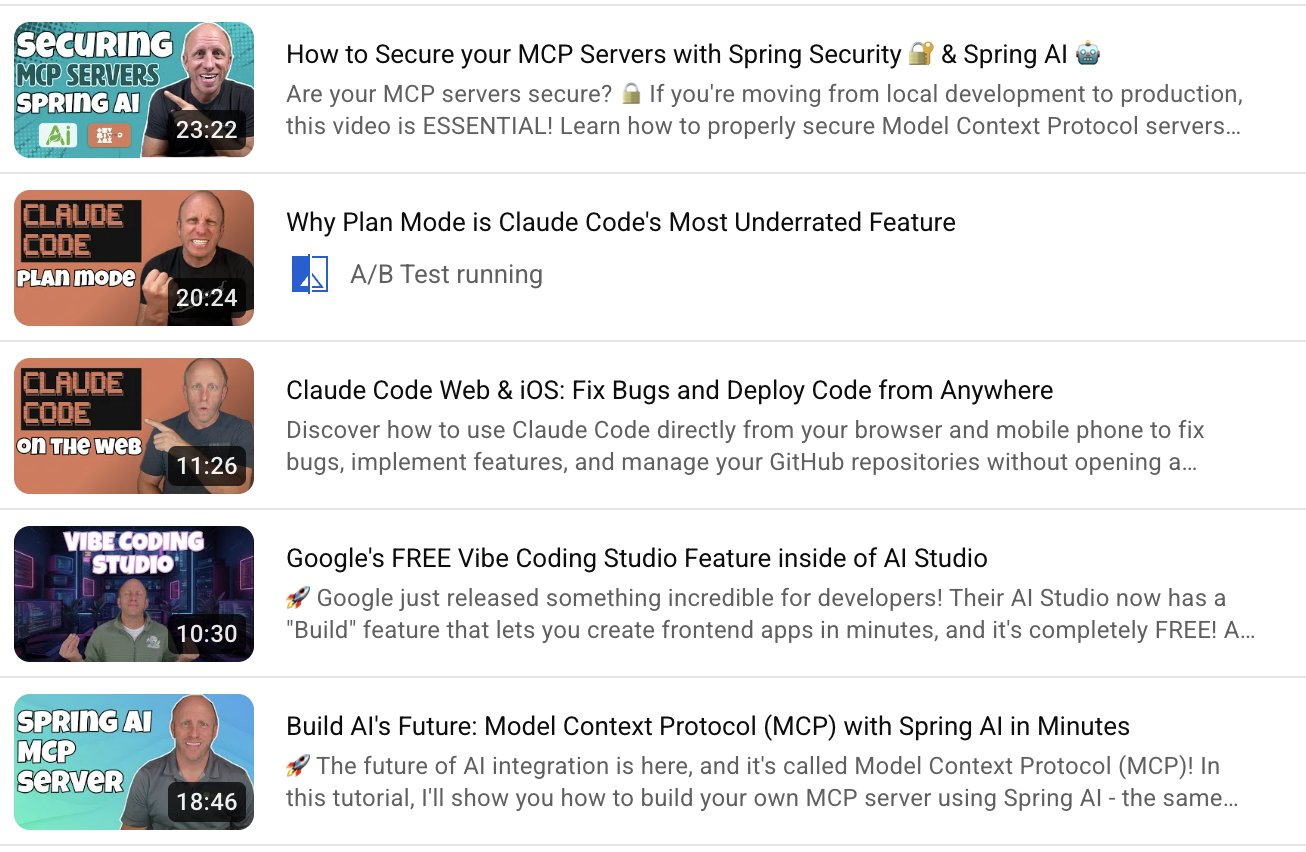 SECURING
MCP SERVERS
SPRING AI
Ai
23:22
How to Secure your MCP Servers with Spring Security 🔐 & Spring AI 🤖
Are your MCP servers secure? 🔒 If you're moving from local development to production,
this video is ESSENTIAL! Learn how to properly secure Model Context Protocol servers...
CLAUDE
CODE
PLAN MODE
20:24
Why Plan Mode is Claude Code's Most Underrated Feature
A/B Test running
CLAUDE
CODE
ON THE WEB
11:26
Claude Code Web & iOS: Fix Bugs and Deploy Code from Anywhere
Discover how to use Claude Code directly from your browser and mobile phone to fix
bugs, implement features, and manage your GitHub repositories without opening a...
VIBE CODING
STUDIO
10:30
Google's FREE Vibe Coding Studio Feature inside of AI Studio
🚀 Google just released something incredible for developers! Their AI Studio now has a
"Build" feature that lets you create frontend apps in minutes, and it's completely FREE! A...
SPRING AI
MCP
SERVER
18:46
Build AI's Future: Model Context Protocol (MCP) with Spring AI in Minutes
🚀 The future of AI integration is here, and it's called Model Context Protocol (MCP)! In
this tutorial, I'll show you how to build your own MCP server using Spring AI - the same...